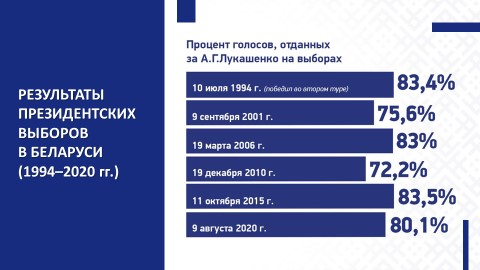 РЕЗУЛЬТАТЫ
ПРЕЗИДЕНТСКИХ
ВЫБОРОВ
В БЕЛАРУСИ
(1994–2020 гг.)
Процент голосов, отданных
за А.Г.Лукашенко на выборах
10 июля 1994 г. (победил во втором туре) 83,4%
9 сентября 2001 г. 75,6%
19 марта 2006 г. 83%
19 декабря 2010 г. 72,2%
11 октября 2015 г. 83,5%
9 августа 2020 г. 80,1%